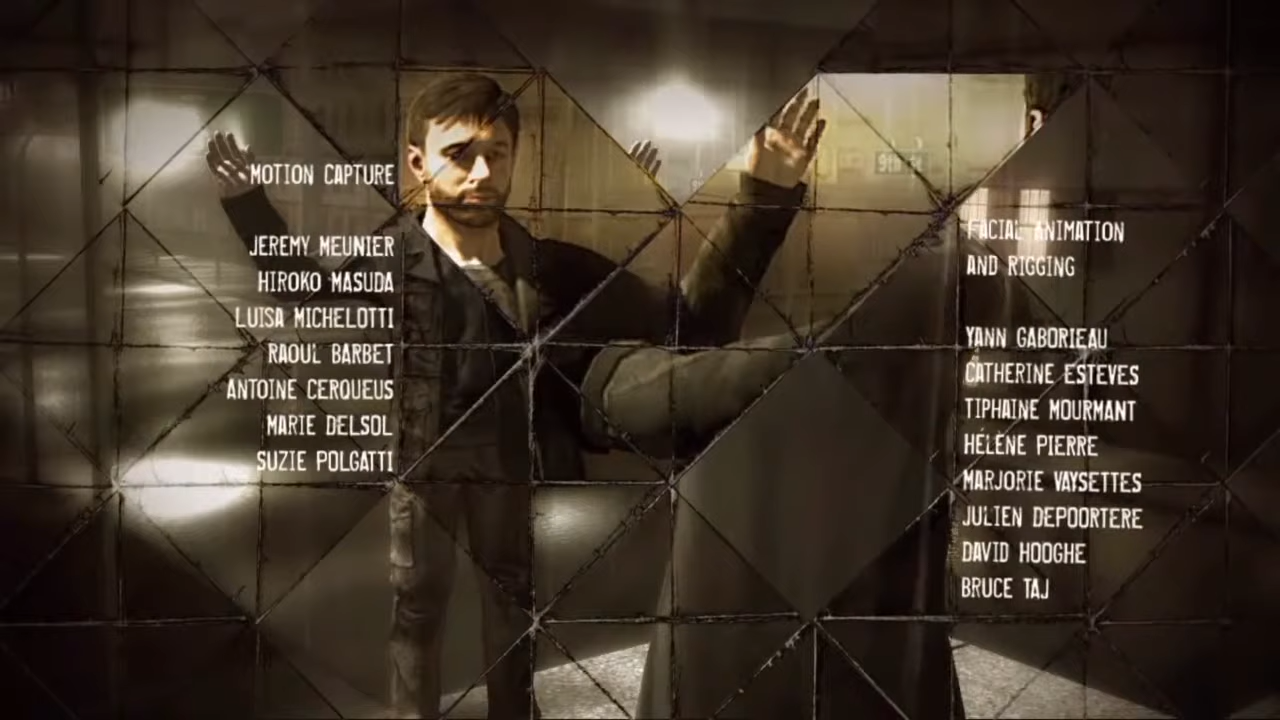 MOTION CAPTURE
JEREMY MEUNIER
HIROKO MASUDA
LUISA MICHELOTTI
RAOUL BARBET
ANTOINE CERQUEUS
MARIE DELSOL
SUZIE POLGATTI
FACIAL ANIMATION
AND RIGGING
YANN GABORIEAU
CATHERINE ESTEVES
TIPHAINE MOURMANT
HÉLÈNE PIERRE
MARJORIE VAYSETTES
JULIEN DEPOORTERE
DAVID HOOGHE
BRUCE TAJ